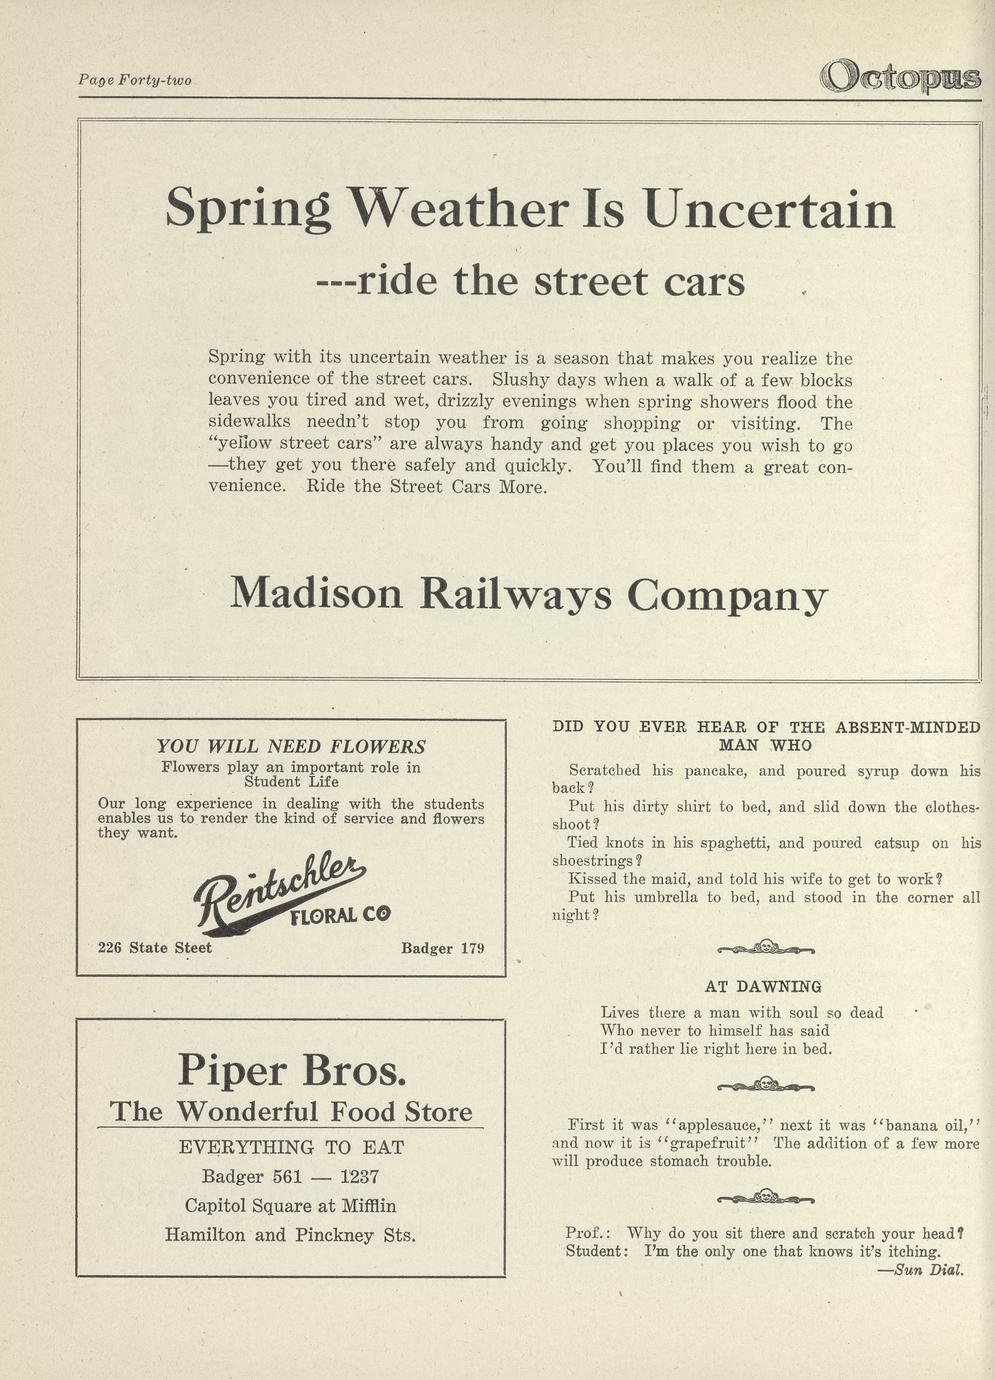 Page Forty-two
Octopus
Spring Weather Is Uncertain
---ride the street cars
Spring with its uncertain weather is a season that makes you realize the
convenience of the street cars. Slushy days when a walk of a few blocks
leaves you tired and wet, drizzly evenings when spring showers flood the
sidewalks needn't stop you from going shopping or visiting. The
“yellow street cars” are always handy and get you places you wish to go
—they get you there safely and quickly. You'll find them a great con-
venience. Ride the Street Cars More.
Madison Railways Company
YOU WILL NEED FLOWERS
Flowers play an important role in
Student Life
Our long experience in dealing with the students
enables us to render the kind of service and flowers
they want.
Rentschler
FLORAL CO
226 State Steet Badger 179
Piper Bros.
The Wonderful Food Store
EVERYTHING TO EAT
Badger 561 — 1237
Capitol Square at Mifflin
Hamilton and Pinckney Sts.
DID YOU EVER HEAR OF THE ABSENT-MINDED
MAN WHO
Scratched his pancake, and poured syrup down his
back?
Put his dirty shirt to bed, and slid down the clothes-
shoot?
Tied knots in his spaghetti, and poured catsup on his
shoestrings?
Kissed the maid, and told his wife to get to work?
Put his umbrella to bed, and stood in the corner all
night?
AT DAWNING
Lives there a man with soul so dead
Who never to himself has said
I'd rather lie right here in bed.
First it was “applesauce,” next it was “banana oil,”
and now it is “grapefruit” The addition of a few more
will produce stomach trouble.
Prof.: Why do you sit there and scratch your head?
Student: I'm the only one that knows it's itching.
—Sun Dial.